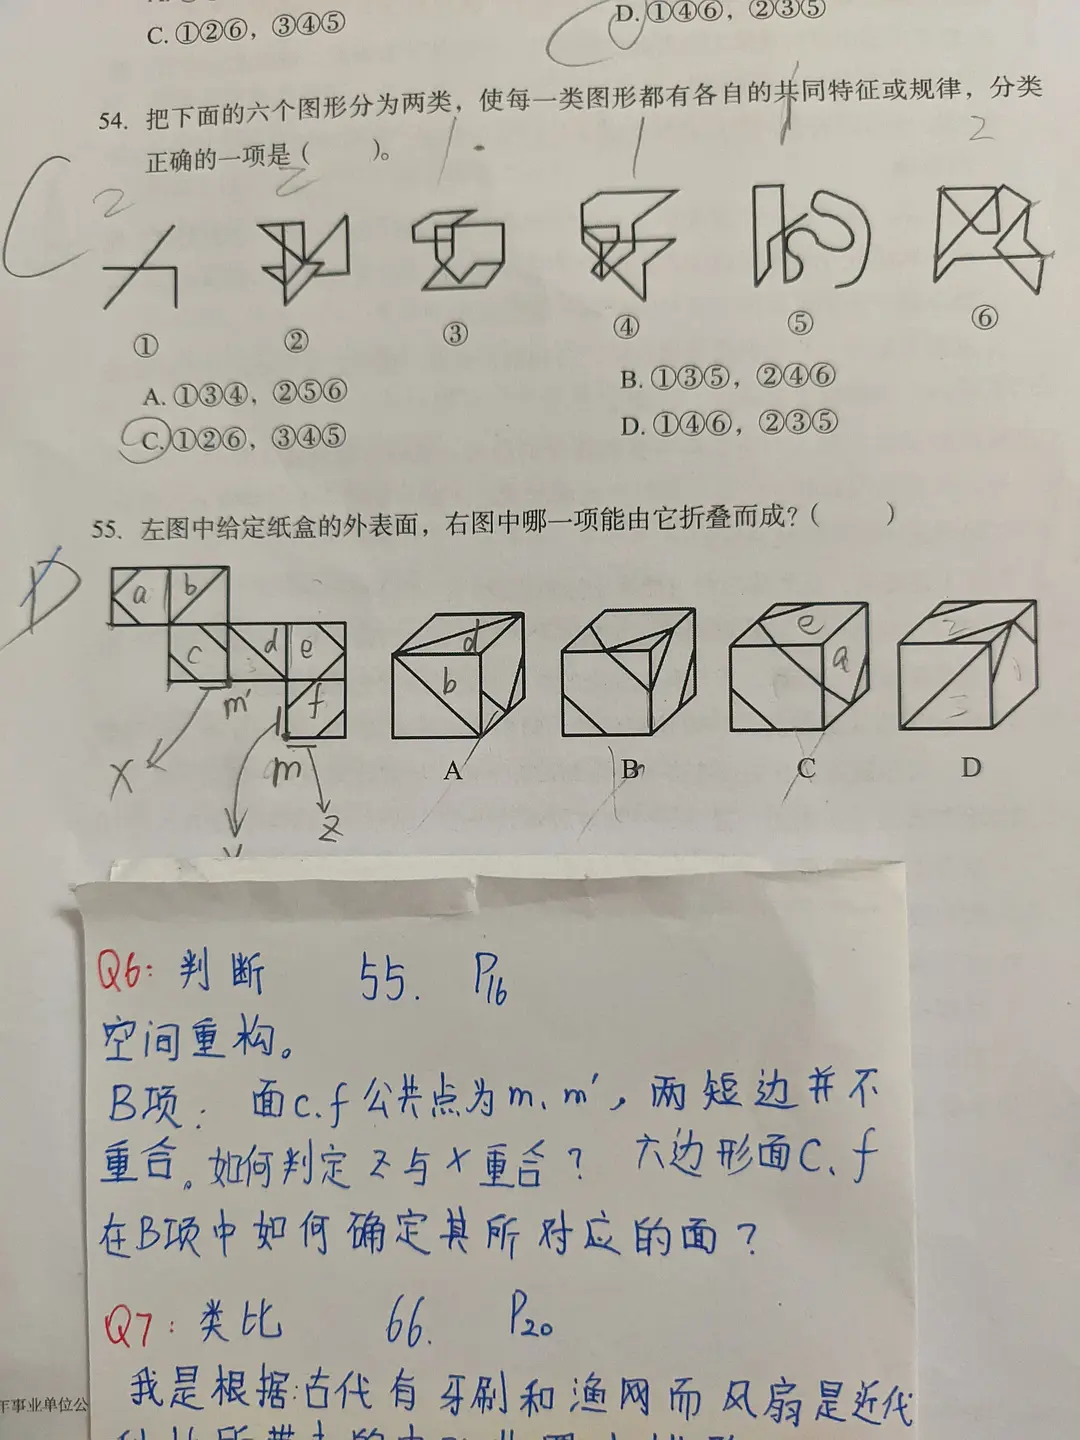 C. ①②⑥，③④⑤
D. ①④⑥，②③⑤
54. 把下面的六个图形分为两类，使每一类图形都有各自的共同特征或规律，分类
正确的一项是（　　）。
2 2 1 1 1 2
① ② ③ ④ ⑤ ⑥
A. ①③④，②⑤⑥
B. ①③⑤，②④⑥
C. ①②⑥，③④⑤
D. ①④⑥，②③⑤
55. 左图中给定纸盒的外表面，右图中哪一项能由它折叠而成?（　　）
D
a b
c d e
f
m'
m
X
Z
b d
e a
A B C D
Q6: 判断 55. P16
空间重构。
B项: 面c.f公共点为m、m'，两短边并不
重合。如何判定Z与X重合? 六边形面C、f
在B项中如何确定其所对应的面?
Q7: 类比 66. P20
我是根据:古代有牙刷和渔网而风扇是近代
年事业单位公